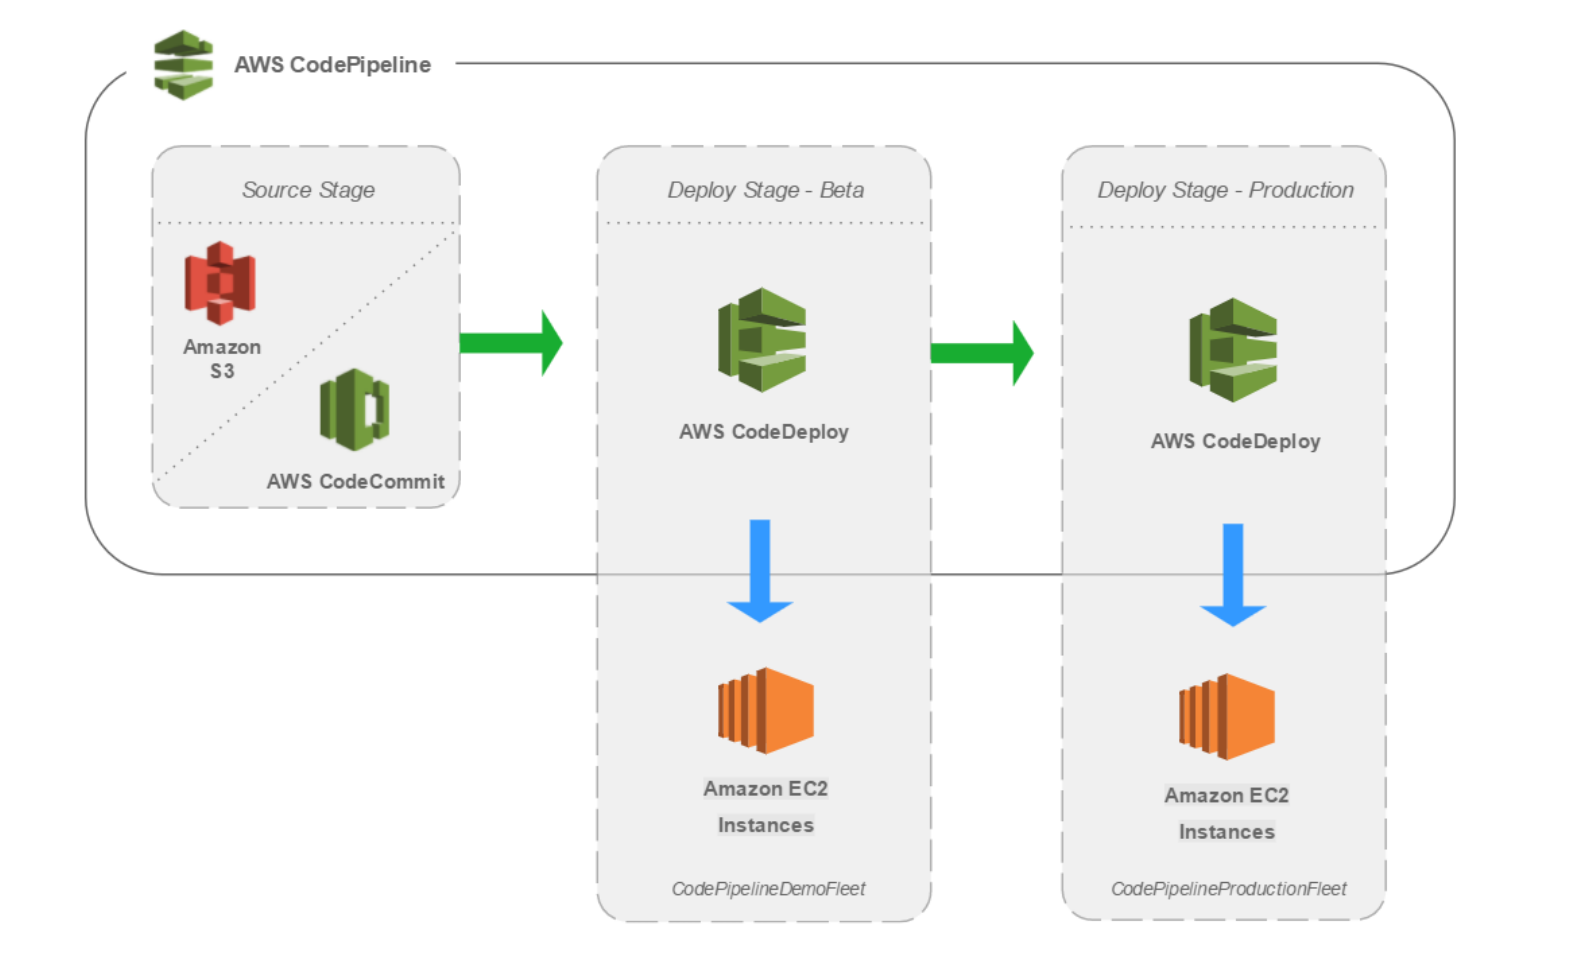 AWS CodePipeline
Source Stage
Amazon
S3
AWS CodeCommit
Deploy Stage - Beta
AWS CodeDeploy
Amazon EC2
Instances
CodePipelineDemoFleet
Deploy Stage - Production
AWS CodeDeploy
Amazon EC2
Instances
CodePipelineProductionFleet